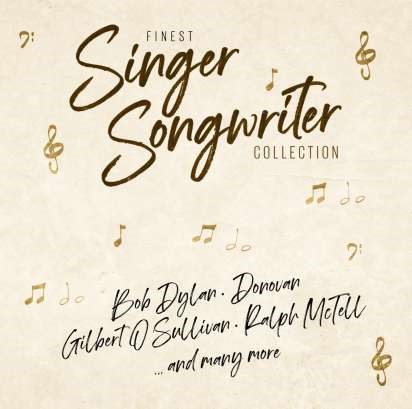 FINEST
Singer
Songwriter
COLLECTION
Bob Dylan. Donovan
Gilbert O Sullivan. Ralph McTell
... and many more